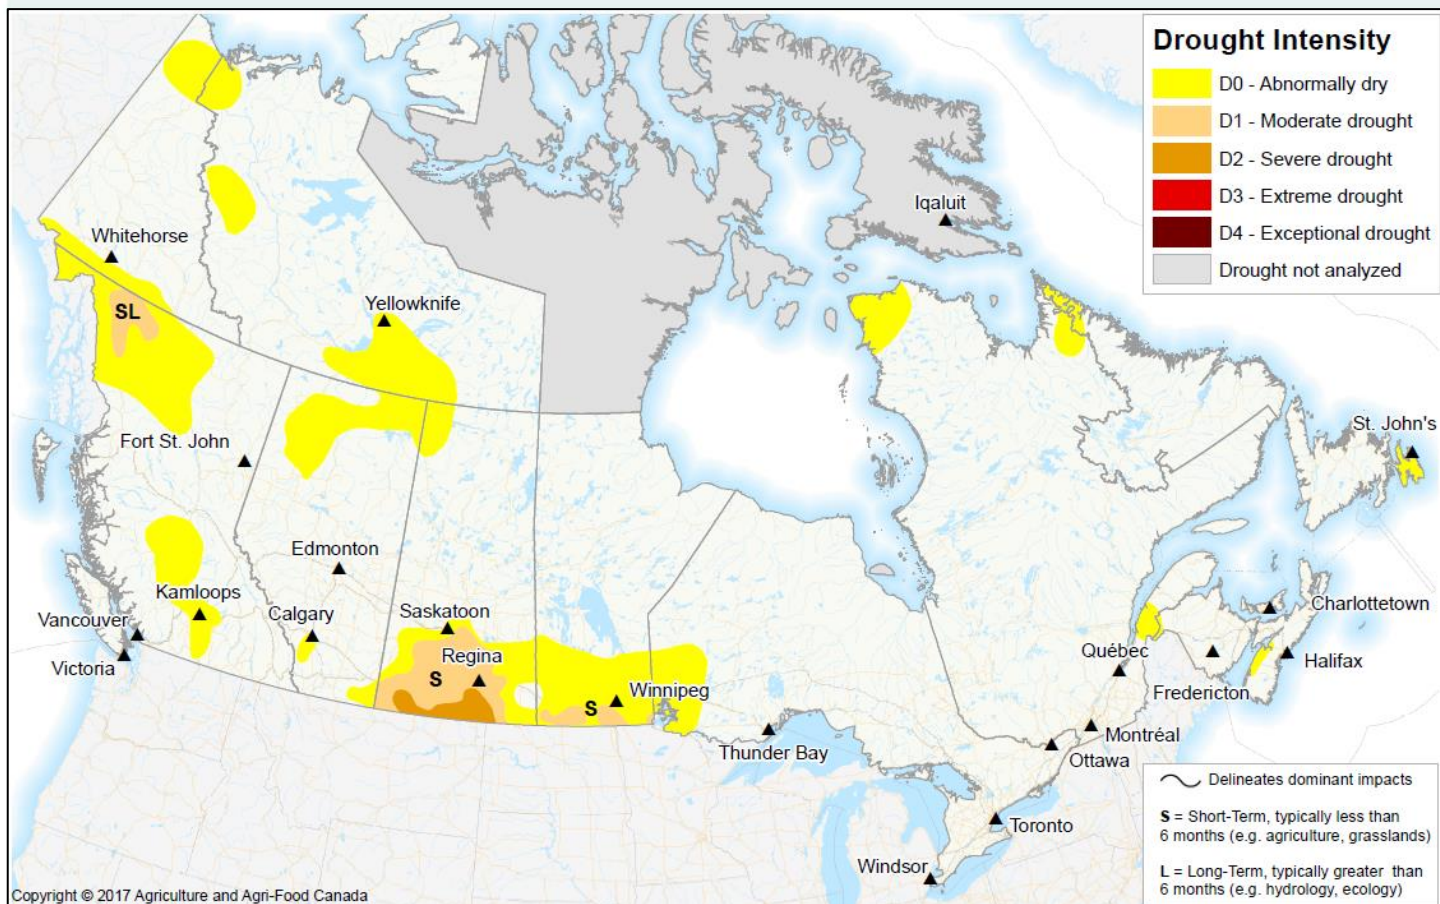 Drought Intensity
D0 - Abnormally dry
D1 - Moderate drought
D2 - Severe drought
D3 - Extreme drought
D4 - Exceptional drought
Drought not analyzed
Iqaluit
Whitehorse
Yellowknife
SL
St. John's
Fort St. John
Edmonton
Kamloops
Calgary
Saskatoon
Vancouver
Charlottetown
Regina
Québec
Victoria
Halifax
S
Winnipeg
Fredericton
S
Montréal
Thunder Bay
Ottawa
Toronto
Windsor
Delineates dominant impacts
S = Short-Term, typically less than
6 months (e.g. agriculture, grasslands)
L = Long-Term, typically greater than
6 months (e.g. hydrology, ecology)
Copyright © 2017 Agriculture and Agri-Food Canada